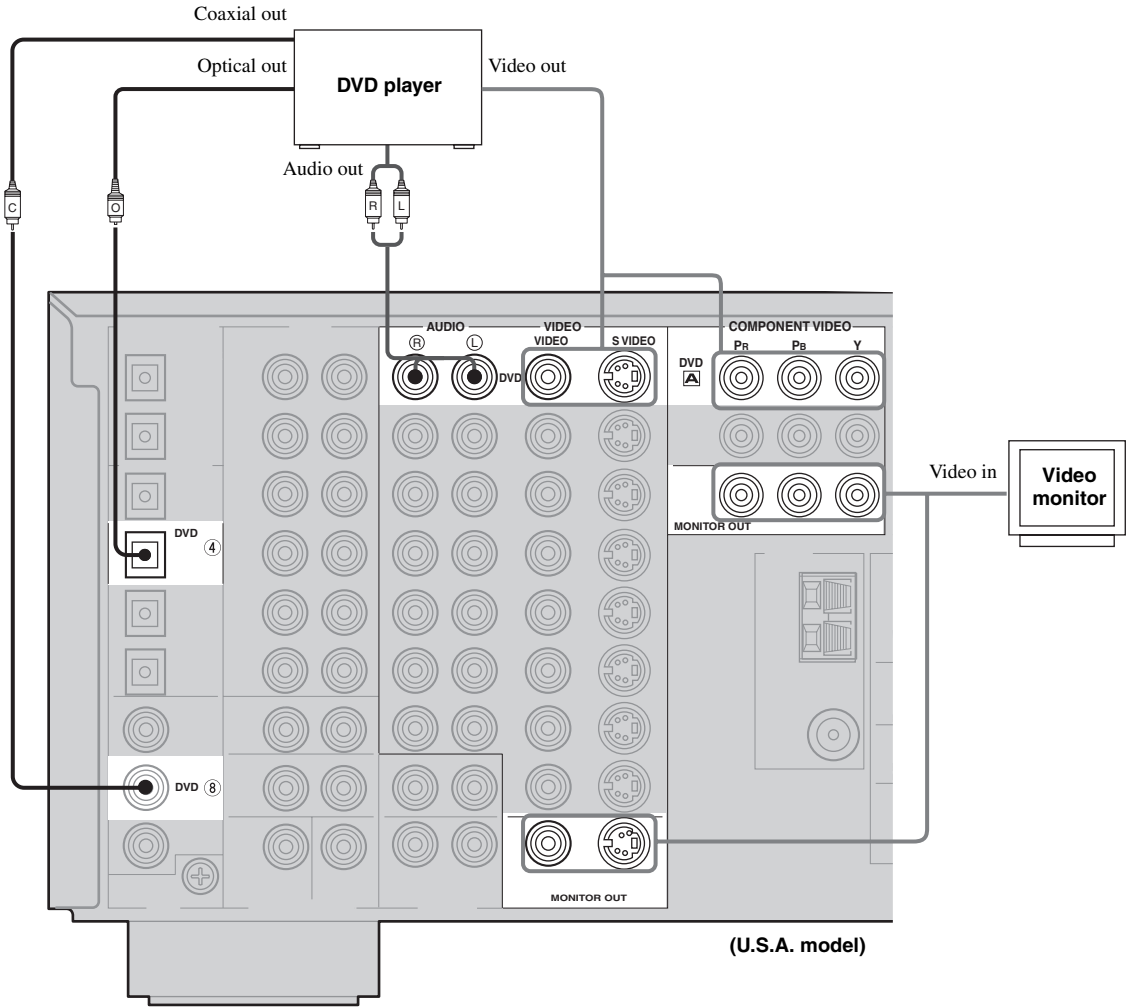 Coaxial out
Optical out
DVD player
Video out
Audio out
C
O
R
L
AUDIO
VIDEO
COMPONENT VIDEO
R
L
VIDEO
S VIDEO
PR
PB
Y
DVD
DVD
A
Video in
Video
monitor
MONITOR OUT
DVD
4
DVD
8
MONITOR OUT
(U.S.A. model)